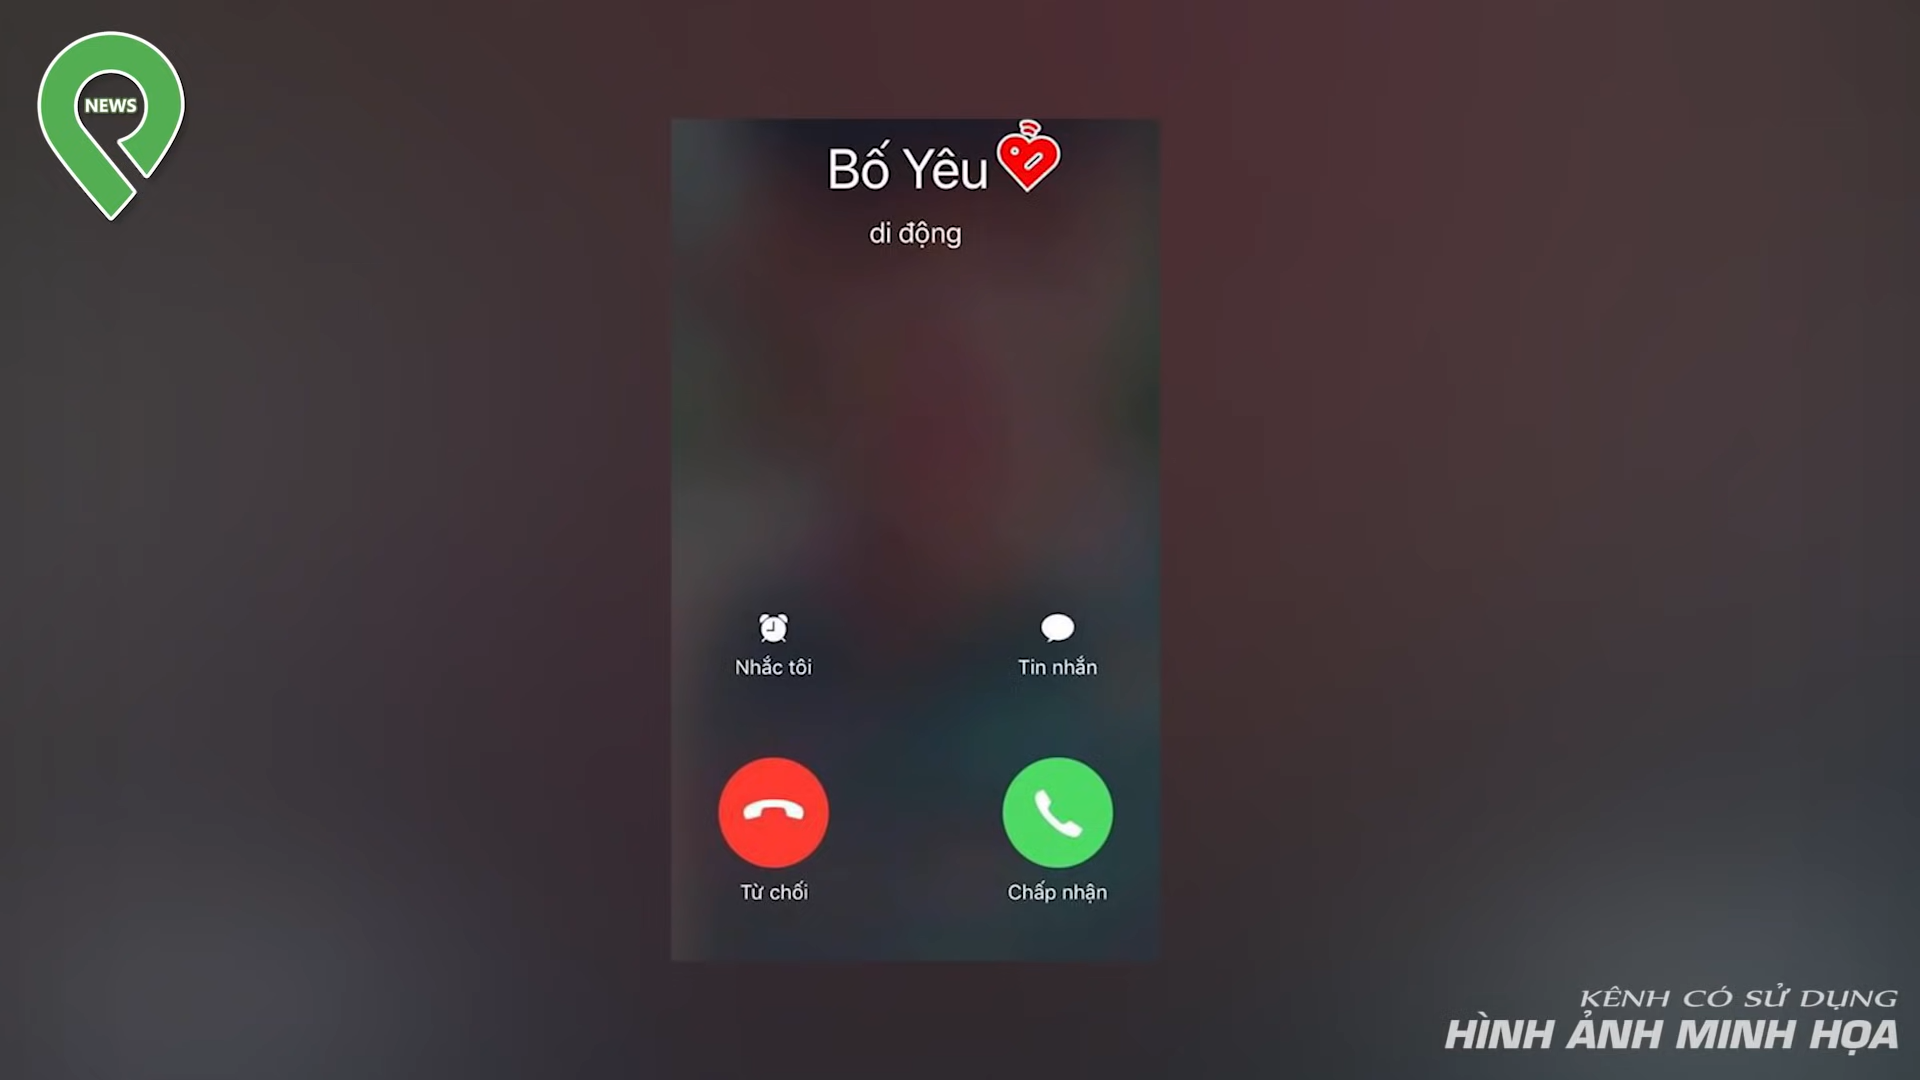 NEWS
Bố Yêu
di động
Nhắc tôi
Tin nhắn
Từ chối
Chấp nhận
KÊNH CÓ SỬ DỤNG
HÌNH ẢNH MINH HỌA